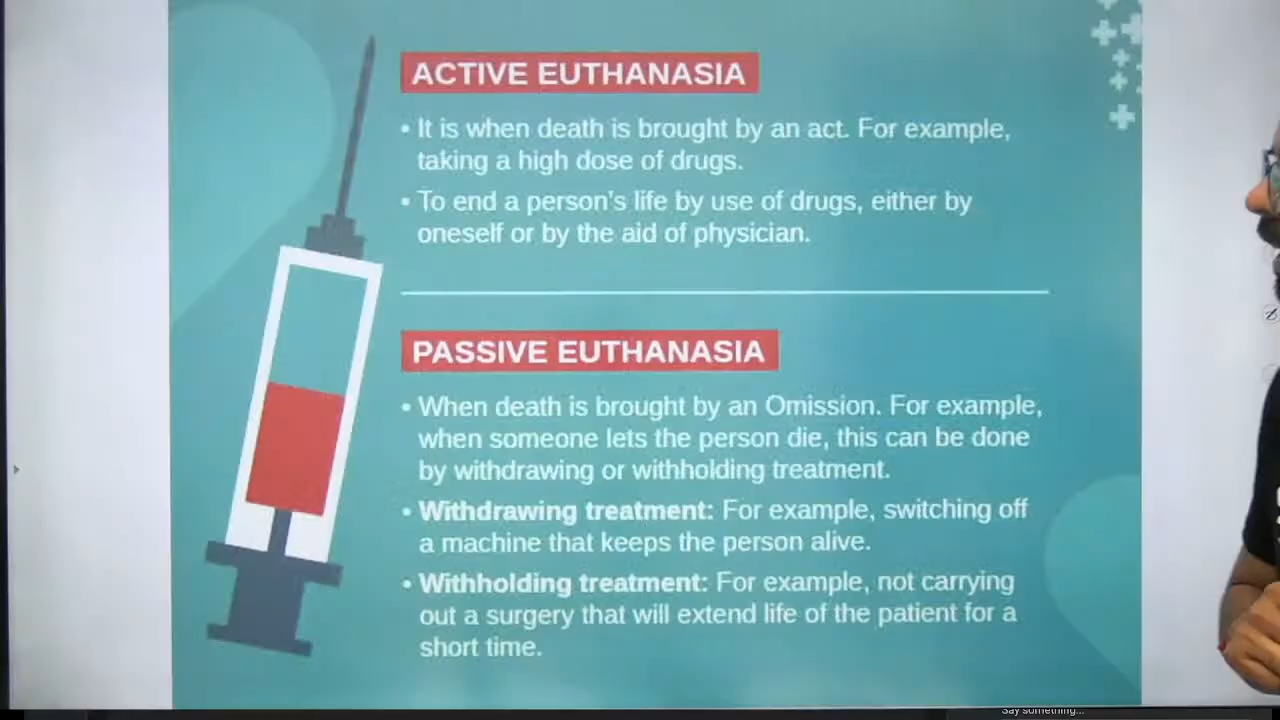 ACTIVE EUTHANASIA
• It is when death is brought by an act. For example,
taking a high dose of drugs.
• To end a person's life by use of drugs, either by
oneself or by the aid of physician.
PASSIVE EUTHANASIA
• When death is brought by an Omission. For example,
when someone lets the person die, this can be done
by withdrawing or withholding treatment.
• Withdrawing treatment: For example, switching off
a machine that keeps the person alive.
• Withholding treatment: For example, not carrying
out a surgery that will extend life of the patient for a
short time.
Say something...